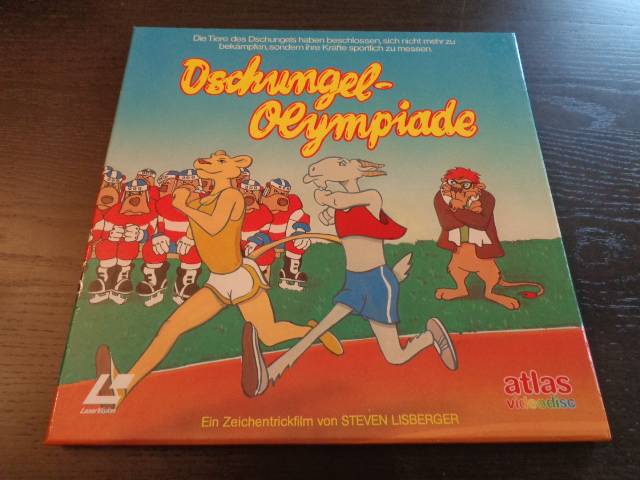 Die Tiere des Dschungels haben beschlossen, sich nicht mehr zu
bekämpfen, sondern ihre Kräfte sportlich zu messen.
Dschungel-
Olympiade
LaserVision
atlas
videodisc
Ein Zeichentrickfilm von STEVEN LISBERGER